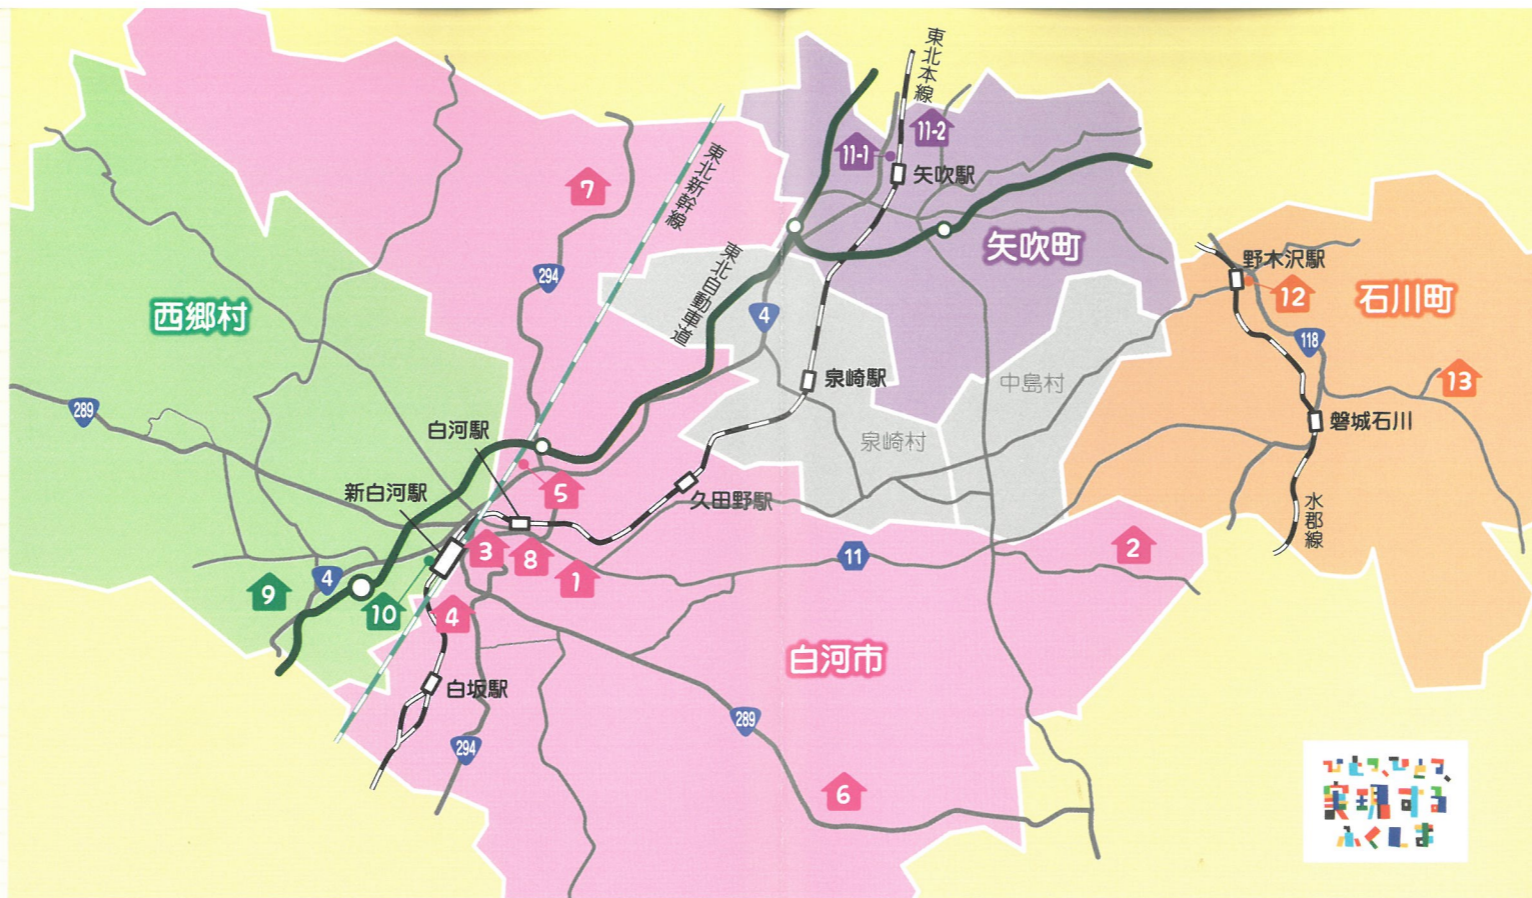 東北本線
11-2
11-1
矢吹駅
東北新幹線
7
矢吹町
294
東北自動車道
野木沢駅
12
石川町
西郷村
4
118
泉崎駅
中島村
13
289
白河駅
泉崎村
磐城石川
新白河駅
5
久田野駅
水郡線
3
8
11
2
9
4
10
1
4
白河市
白坂駅
289
294
6
ひとつ、ひとつ、
実現する
ふくしま